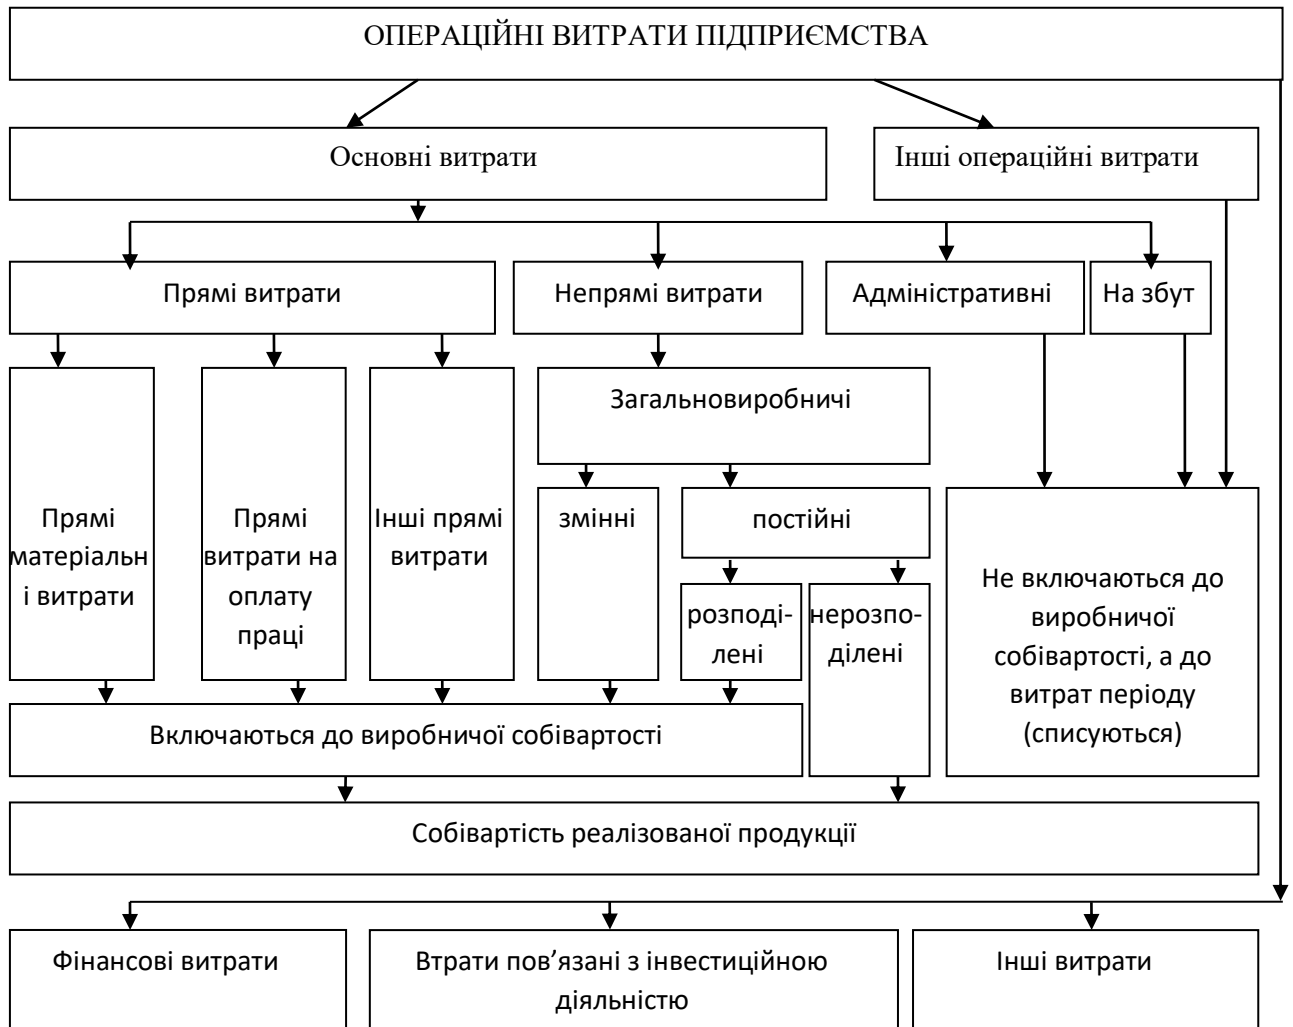 ОПЕРАЦІЙНІ ВИТРАТИ ПІДПРИЄМСТВА
Основні витрати
Інші операційні витрати
Прямі витрати
Непрямі витрати
Адміністративні
На збут
Загальновиробничі
Прямі
матеріальн
і витрати
Прямі
витрати на
оплату
праці
Інші прямі
витрати
змінні
постійні
розподі-
лені
нерозпо-
ділені
Не включаються до
виробничої
собівартості, а до
витрат періоду
(списуються)
Включаються до виробничої собівартості
Собівартість реалізованої продукції
Фінансові витрати
Втрати пов’язані з інвестиційною
діяльністю
Інші витрати